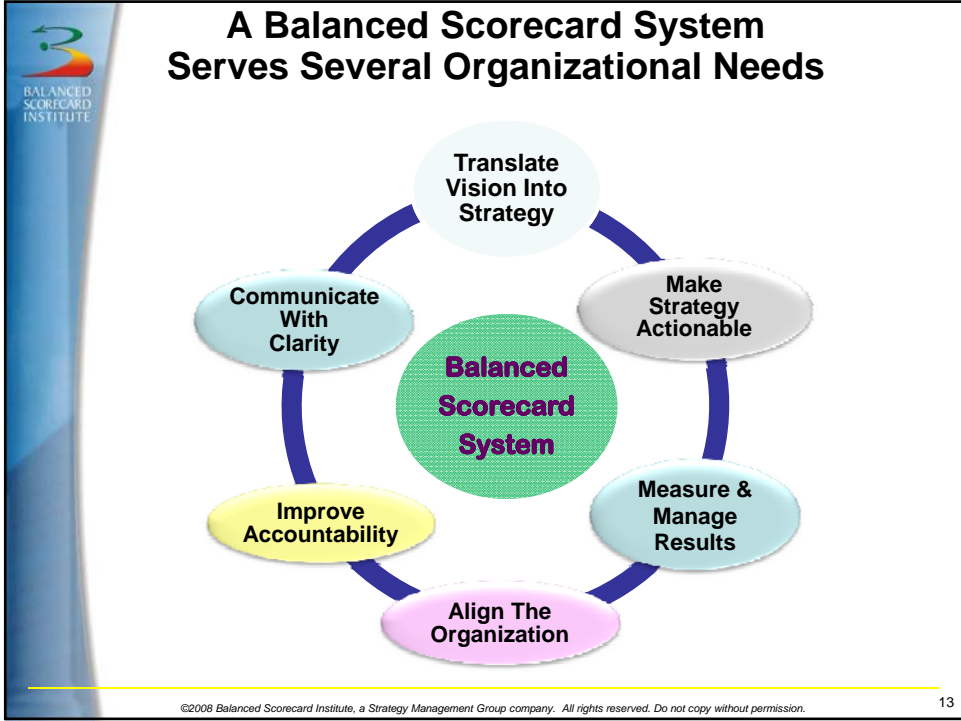 A Balanced Scorecard System
Serves Several Organizational Needs
BALANCED
SCORECARD
INSTITUTE
Translate
Vision Into
Strategy
Make
Strategy
Actionable
Measure &
Manage
Results
Align The
Organization
Improve
Accountability
Communicate
With
Clarity
Balanced
Scorecard
System
©2008 Balanced Scorecard Institute, a Strategy Management Group company. All rights reserved. Do not copy without permission.
13